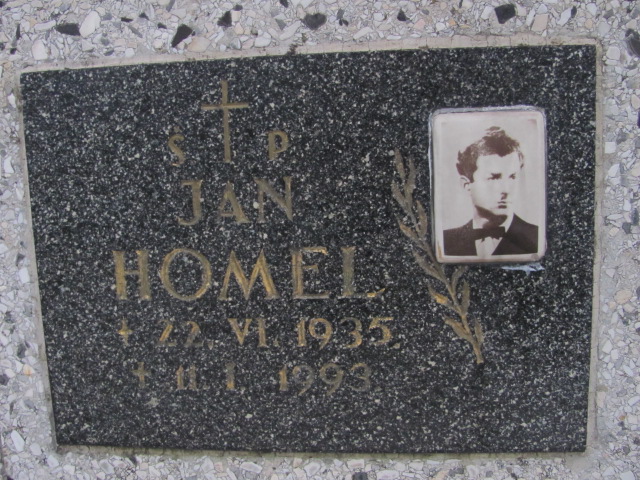 S P
JAN
HOMEL
* 22. VI. 1935
+ 11. I 1993